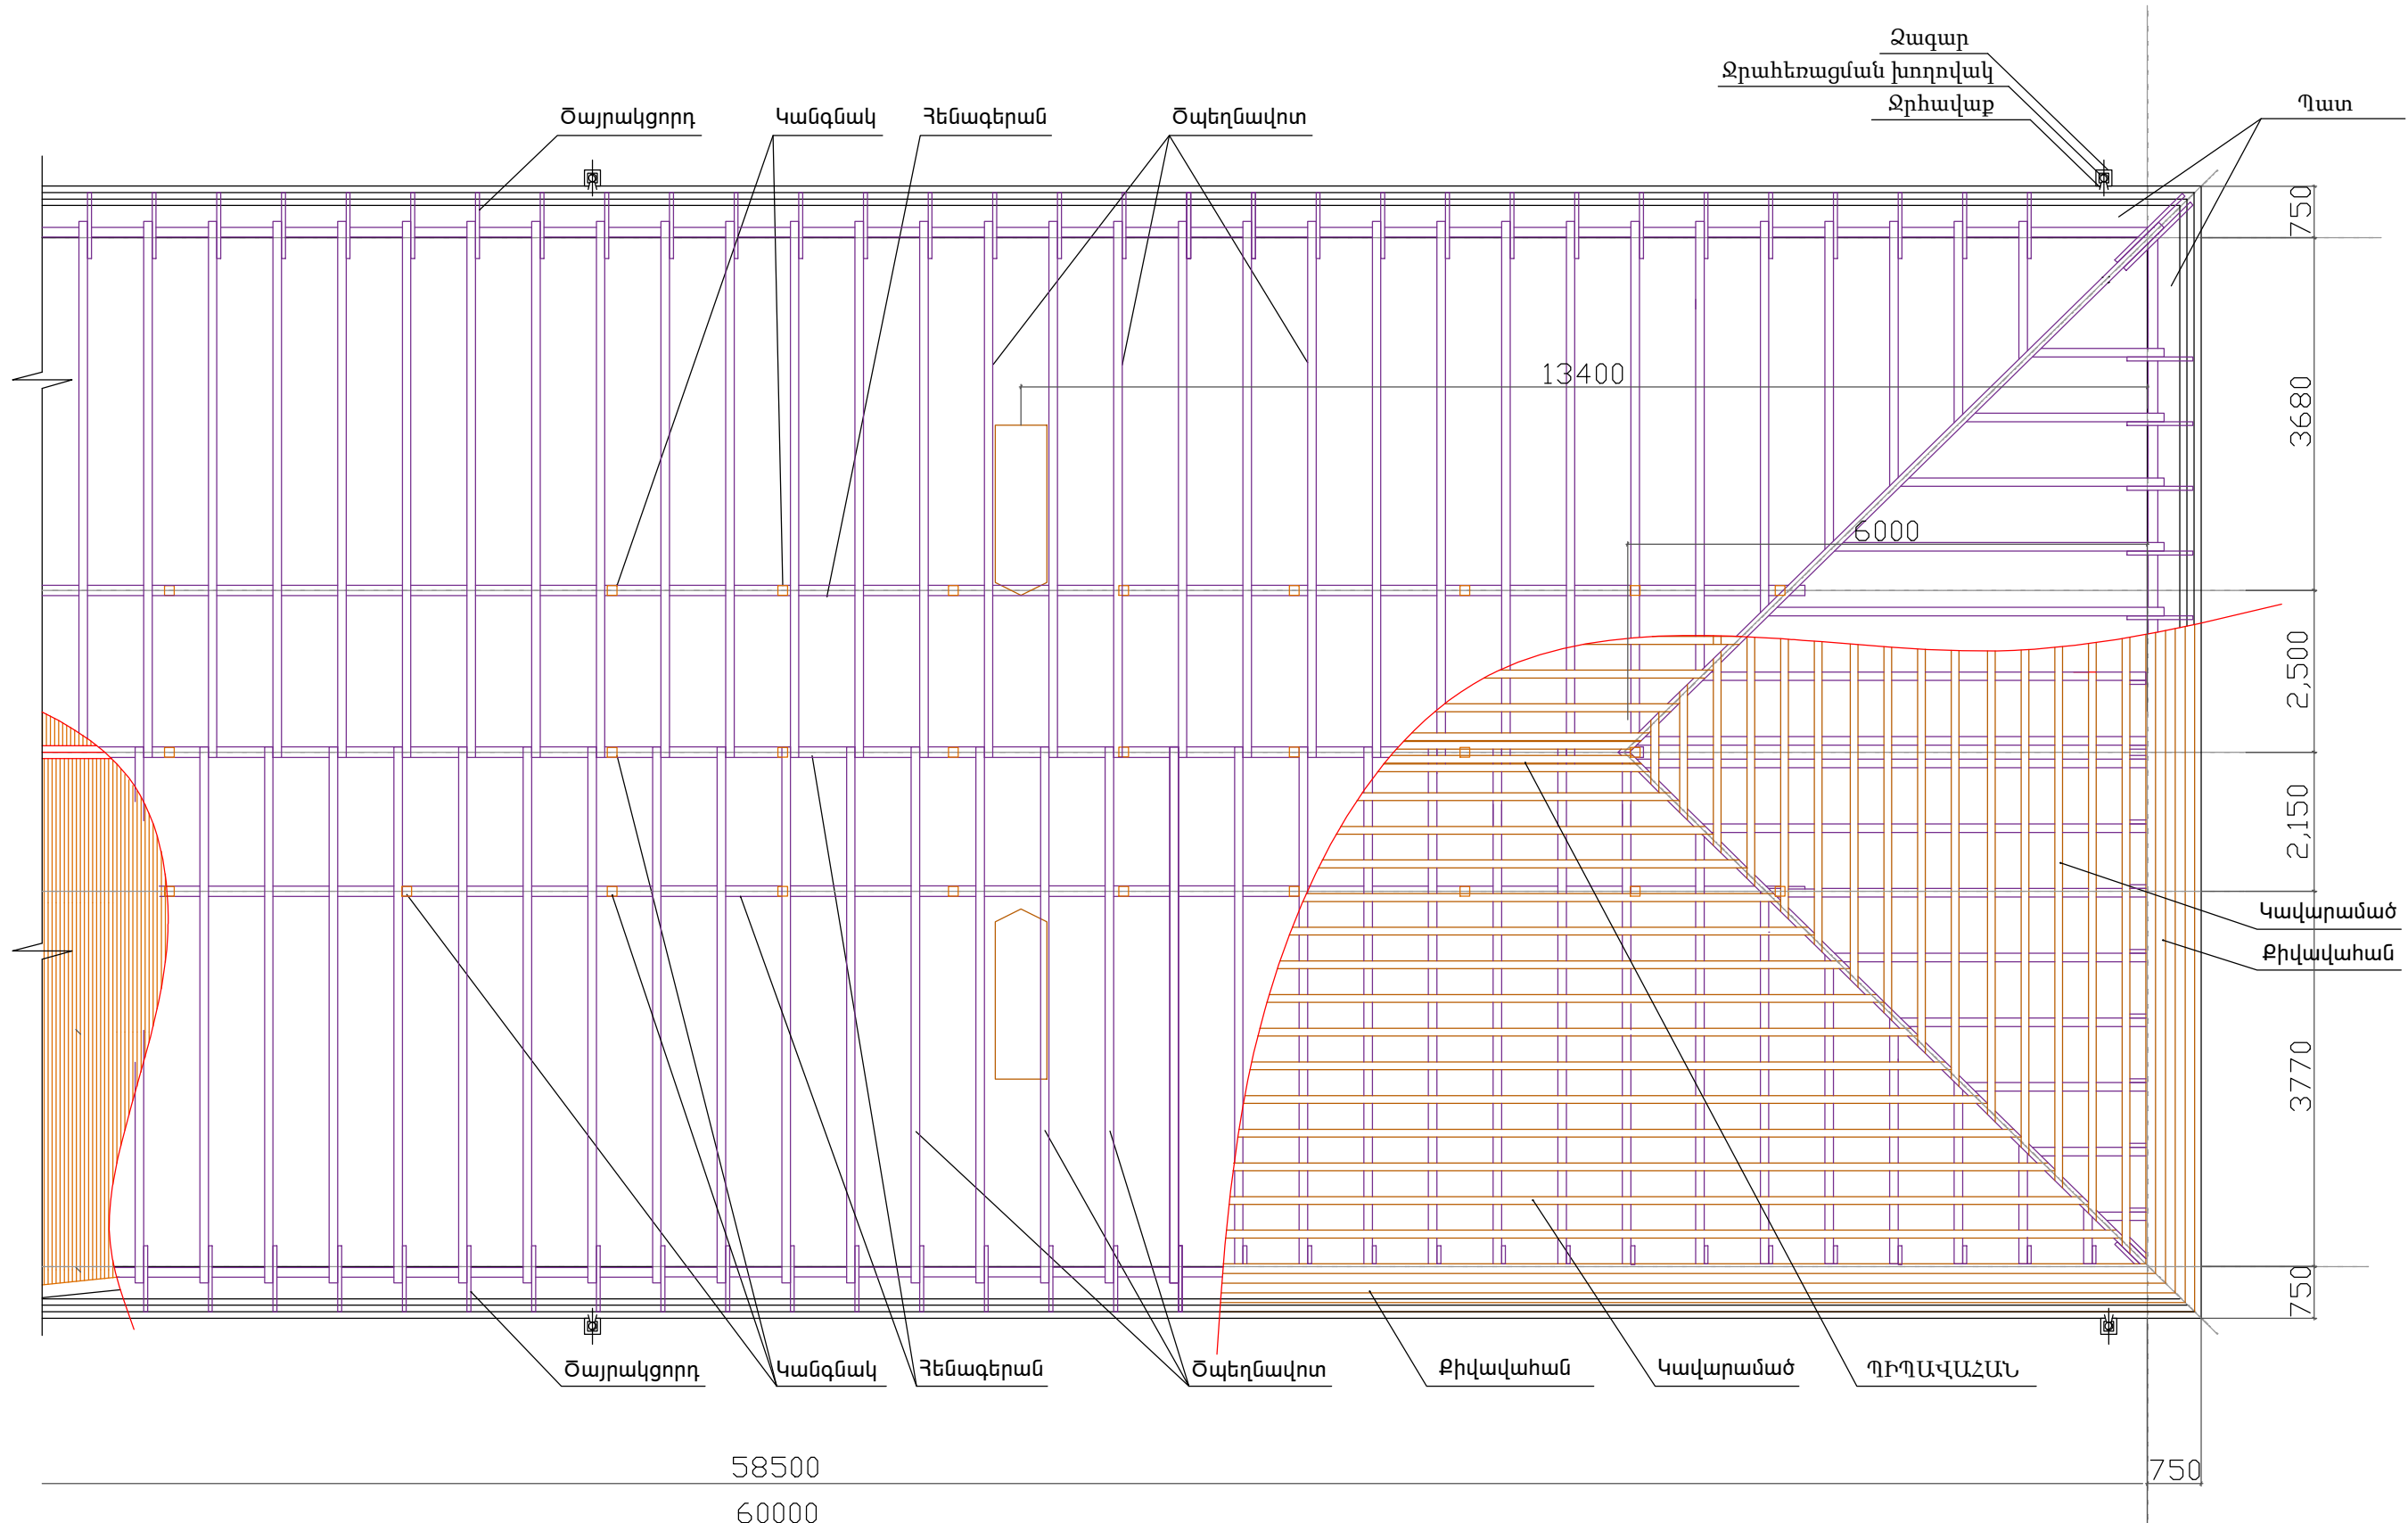 Ձագար
Ջրահեռացման խողովակ
Ջրհավաք
Պատ
Ծայրակցորդ
Կանգնակ
Հենագերան
Ծպեղնավոտ
750
13400
3680
6000
2,500
2,150
Կավարամած
Քիվավահան
3770
750
Ծայրակցորդ
Կանգնակ
Հենագերան
Ծպեղնավոտ
Քիվավահան
Կավարամած
ՊԻՊԱՎԱՀԱՆ
58500
750
60000